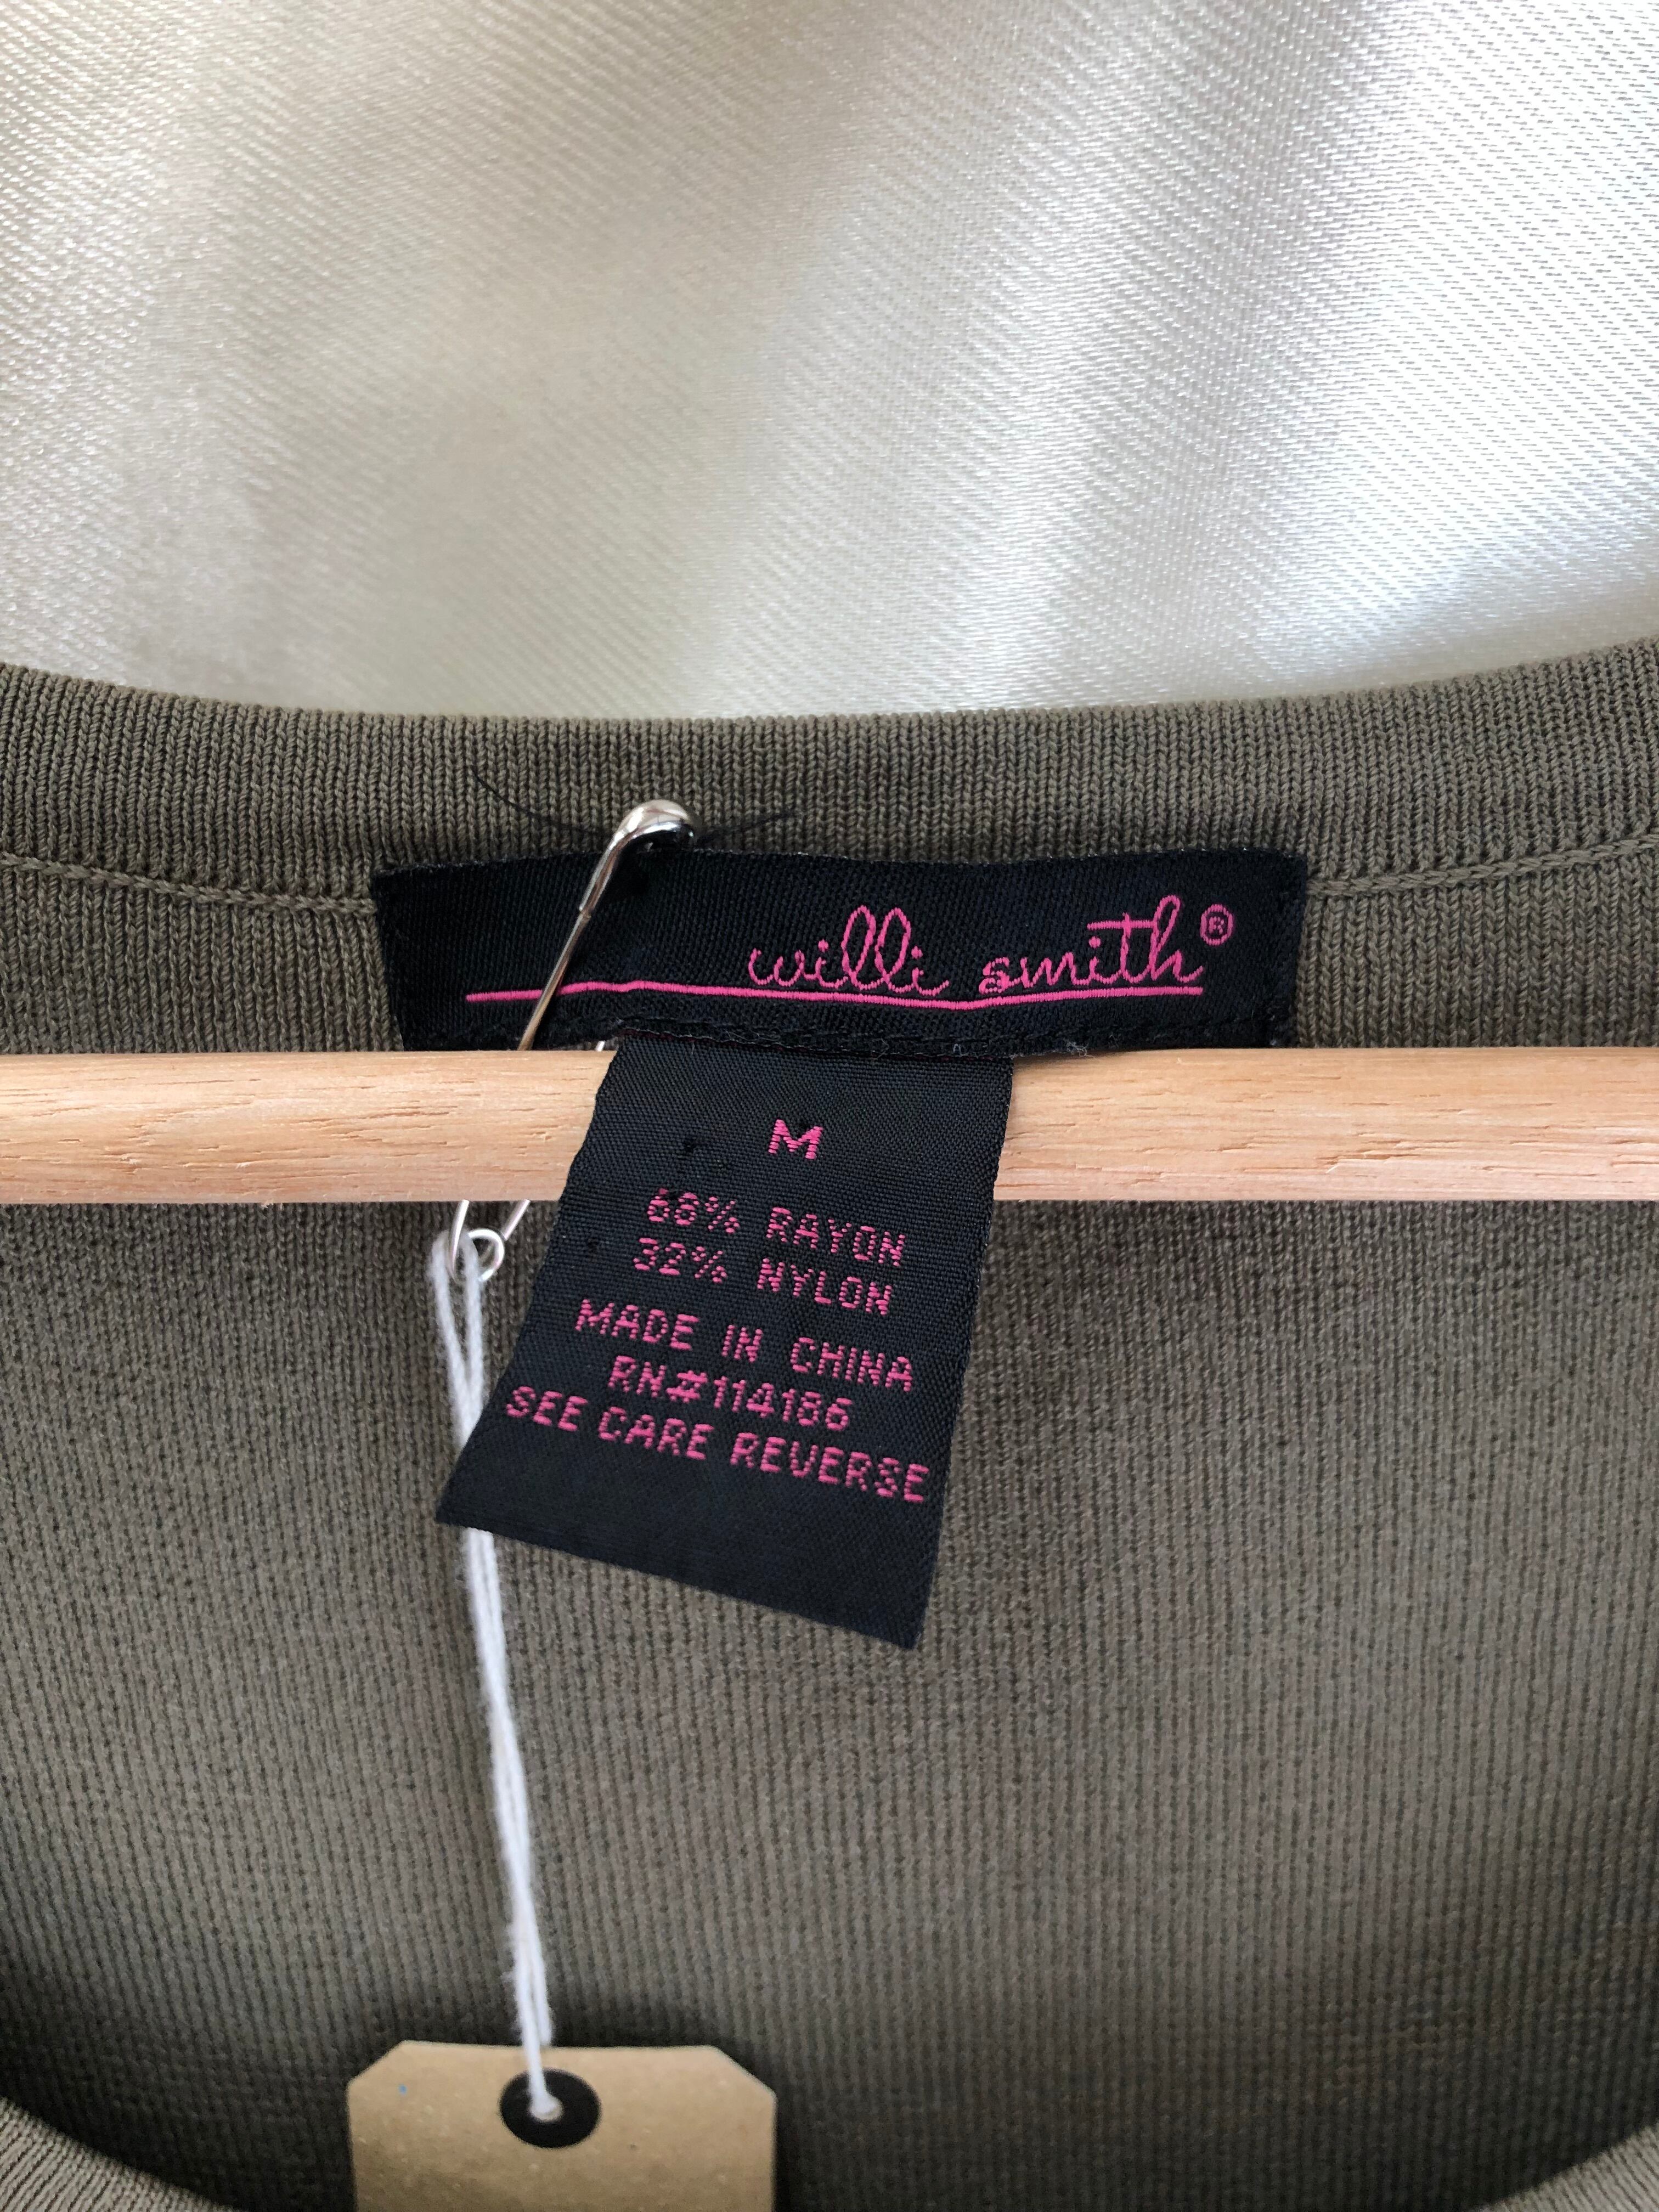 willi smith®
M
68% RAYON
32% NYLON
MADE IN CHINA
RN#114186
SEE CARE REVERSE